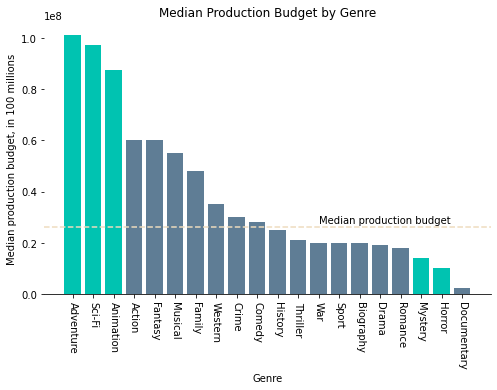 Median Production Budget by Genre
1e8
Median production budget, in 100 millions
1.0
0.8
0.6
0.4
0.2
0.0
Median production budget
Adventure
Sci-Fi
Animation
Action
Fantasy
Musical
Family
Western
Crime
Comedy
History
Thriller
War
Sport
Biography
Drama
Romance
Mystery
Horror
Documentary
Genre